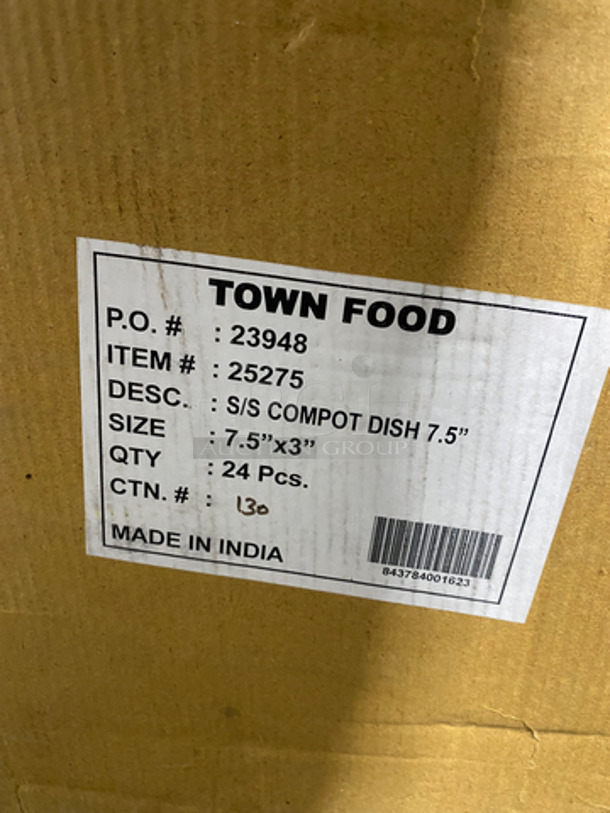 TOWN FOOD
P.O. # : 23948
ITEM # : 25275
DESC. : S/S COMPOT DISH 7.5”
SIZE : 7.5”x3”
QTY : 24 Pcs.
CTN. # : 130
MADE IN INDIA
843784001623